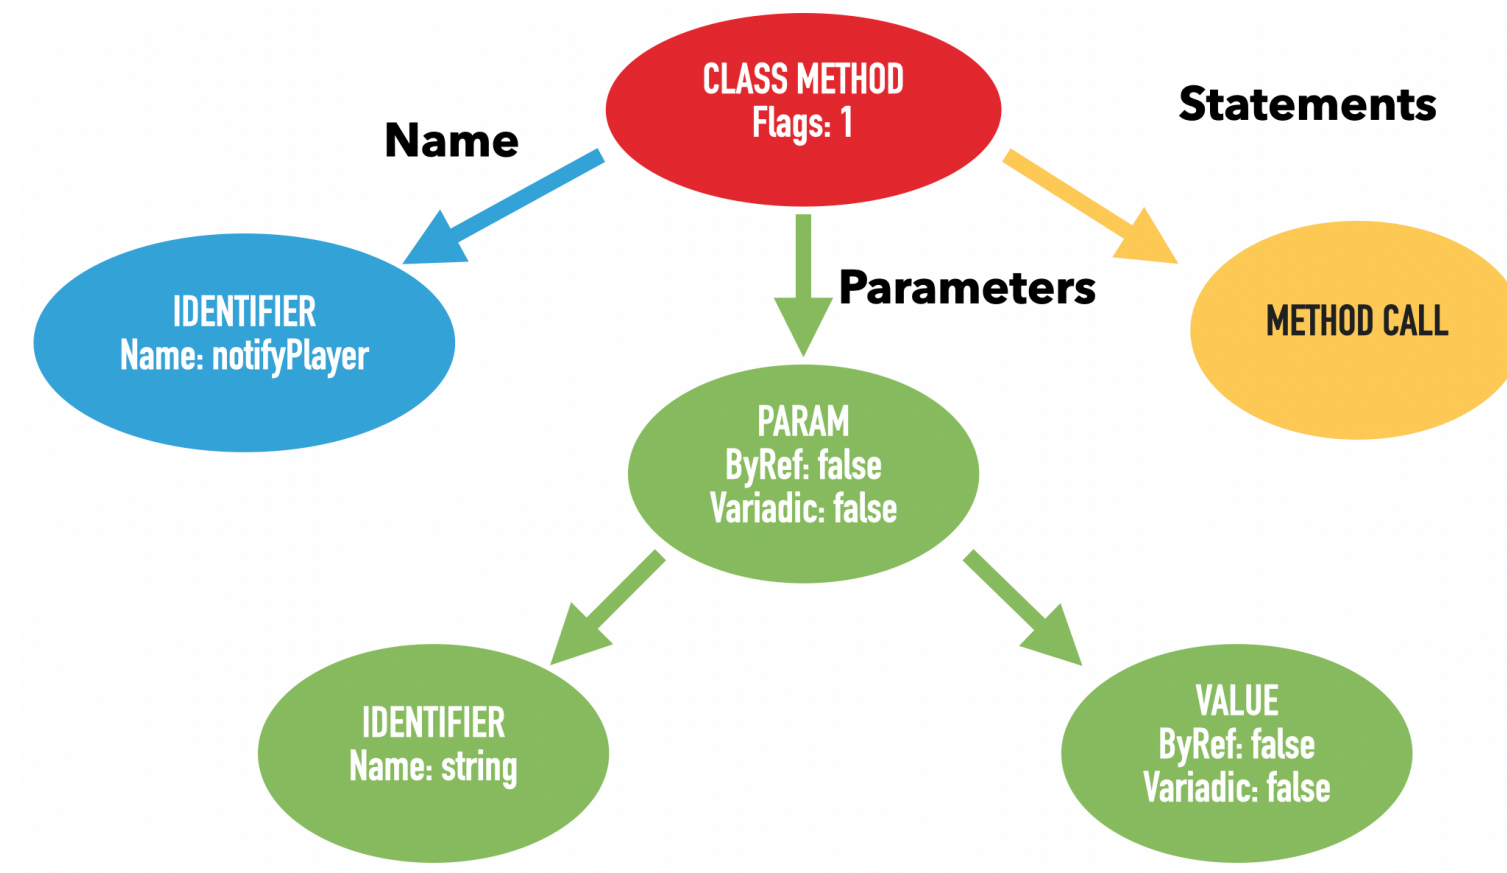 CLASS METHOD
Flags: 1
Statements
Name
Parameters
IDENTIFIER
Name: notifyPlayer
METHOD CALL
PARAM
ByRef: false
Variadic: false
IDENTIFIER
Name: string
VALUE
ByRef: false
Variadic: false